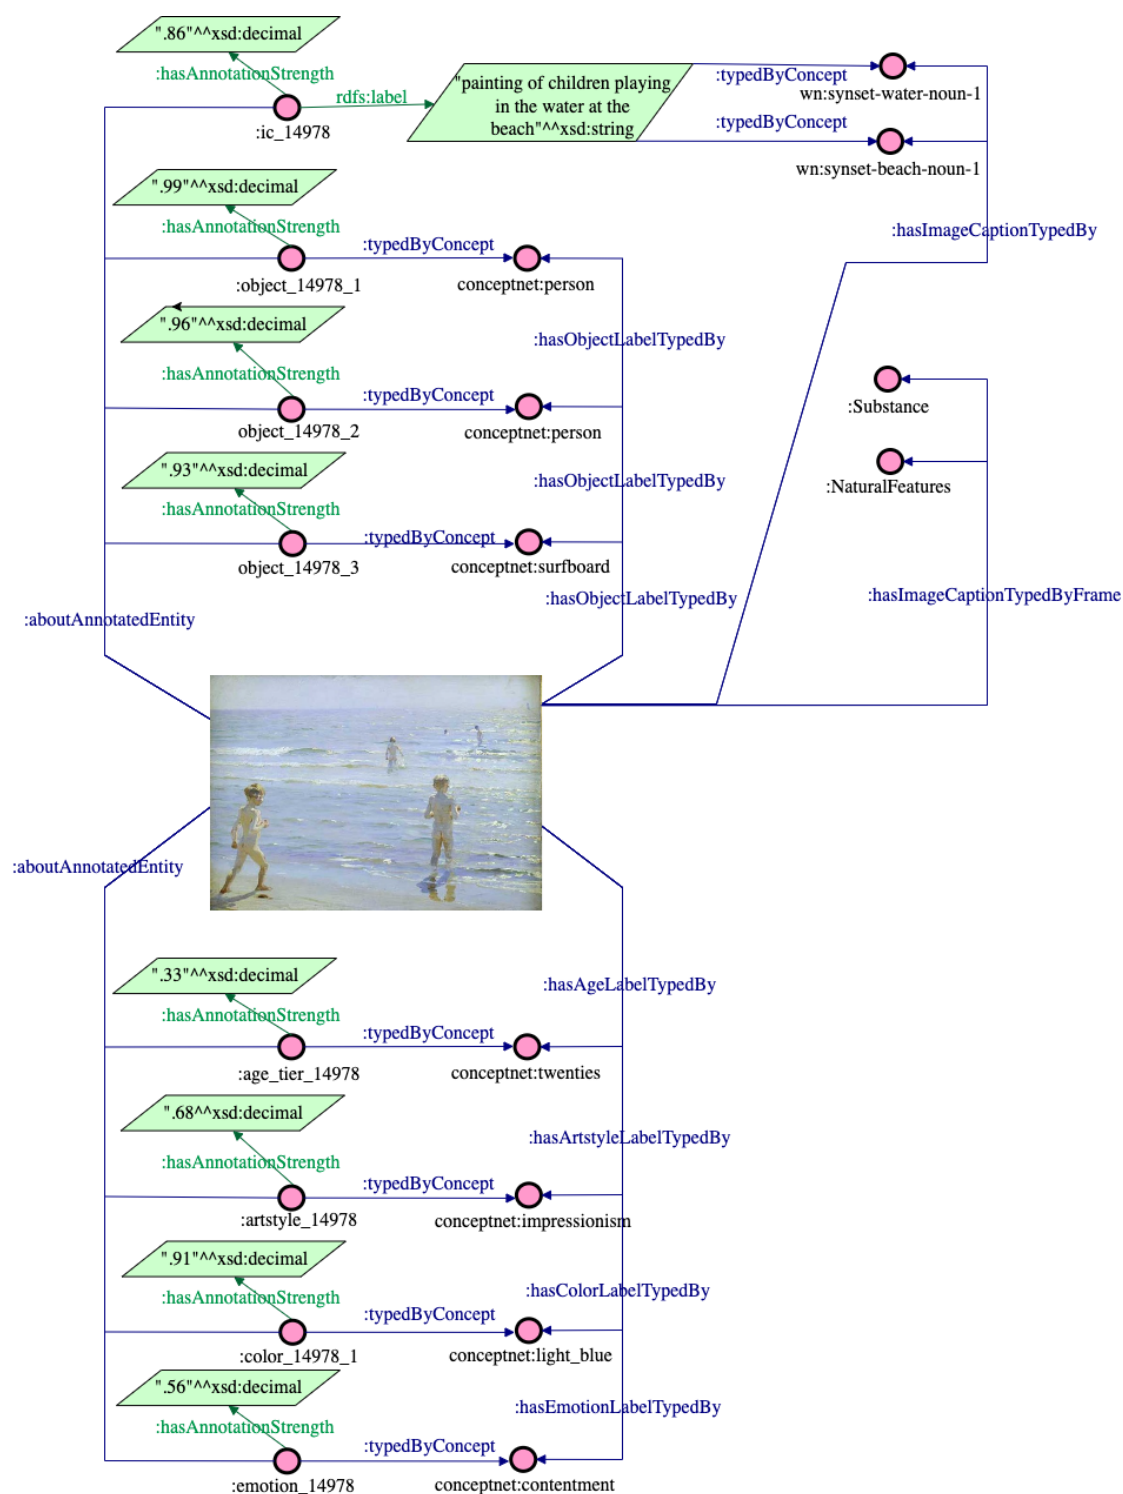 ".86"^^xsd:decimal
:hasAnnotationStrength
rdfs:label
:ic_14978
"painting of children playing
in the water at the
beach"^^xsd:string
:typedByConcept
wn:synset-water-noun-1
:typedByConcept
wn:synset-beach-noun-1
:hasImageCaptionTypedBy
".99"^^xsd:decimal
:hasAnnotationStrength
:typedByConcept
:object_14978_1
conceptnet:person
:hasObjectLabelTypedBy
".96"^^xsd:decimal
:hasAnnotationStrength
:typedByConcept
object_14978_2
conceptnet:person
:hasObjectLabelTypedBy
:Substance
:NaturalFeatures
".93"^^xsd:decimal
:hasAnnotationStrength
:typedByConcept
object_14978_3
conceptnet:surfboard
:hasObjectLabelTypedBy
:hasImageCaptionTypedByFrame
:aboutAnnotatedEntity
:aboutAnnotatedEntity
".33"^^xsd:decimal
:hasAgeLabelTypedBy
:hasAnnotationStrength
:typedByConcept
:age_tier_14978
conceptnet:twenties
".68^^xsd:decimal
:hasArtstyleLabelTypedBy
:hasAnnotationStrength
:typedByConcept
:artstyle_14978
conceptnet:impressionism
".91"^^xsd:decimal
:hasColorLabelTypedBy
:hasAnnotationStrength
:typedByConcept
:color_14978_1
conceptnet:light_blue
".56"^^xsd:decimal
:hasEmotionLabelTypedBy
:hasAnnotationStrength
:typedByConcept
:emotion_14978
conceptnet:contentment